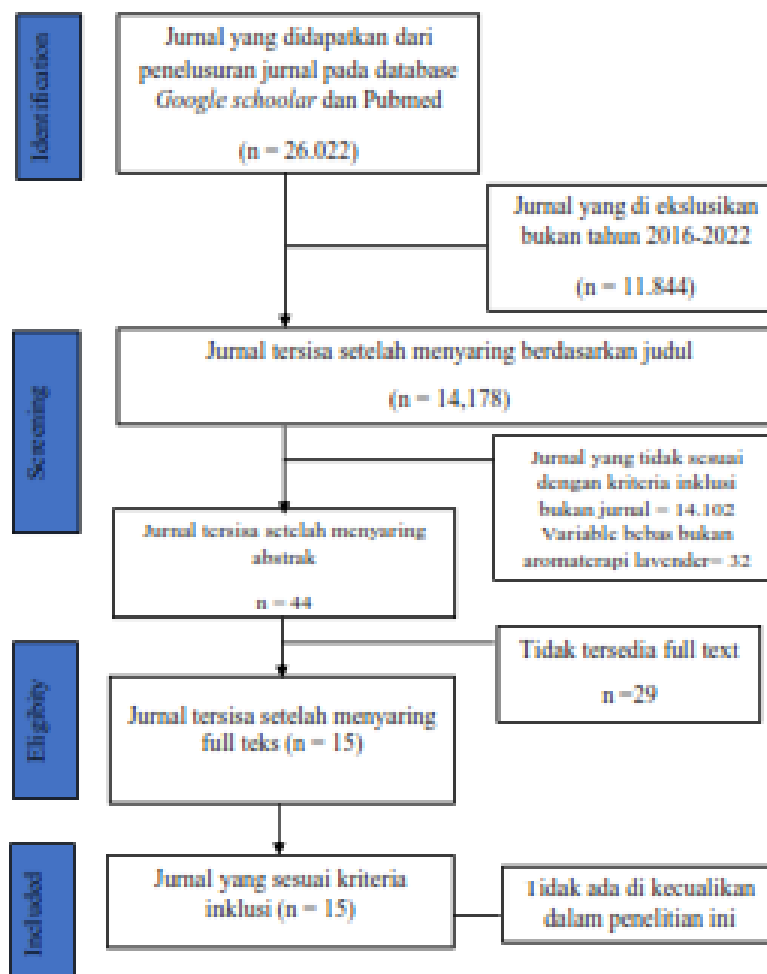 Identification
Jurnal yang didapatkan dari
penelusuran jurnal pada database
Google schoolar dan Pubmed
(n = 26.022)
Jurnal yang di ekslusikan
bukan tahun 2016-2022
(n = 11.844)
Screening
Jurnal tersisa setelah menyaring berdasarkan judul
(n = 14,178)
Jurnal yang tidak sesuai
dengan kriteria inklusi
bukan jurnal = 14.102
Variable bebas bukan
aromaterapi lavender= 32
Jurnal tersisa setelah menyaring
abstrak
n = 44
Eligibity
Tidak tersedia full text
n =29
Jurnal tersisa setelah menyaring
full teks (n = 15)
Included
Jurnal yang sesuai kriteria
inklusi (n = 15)
Tidak ada di kecualikan
dalam penelitian ini